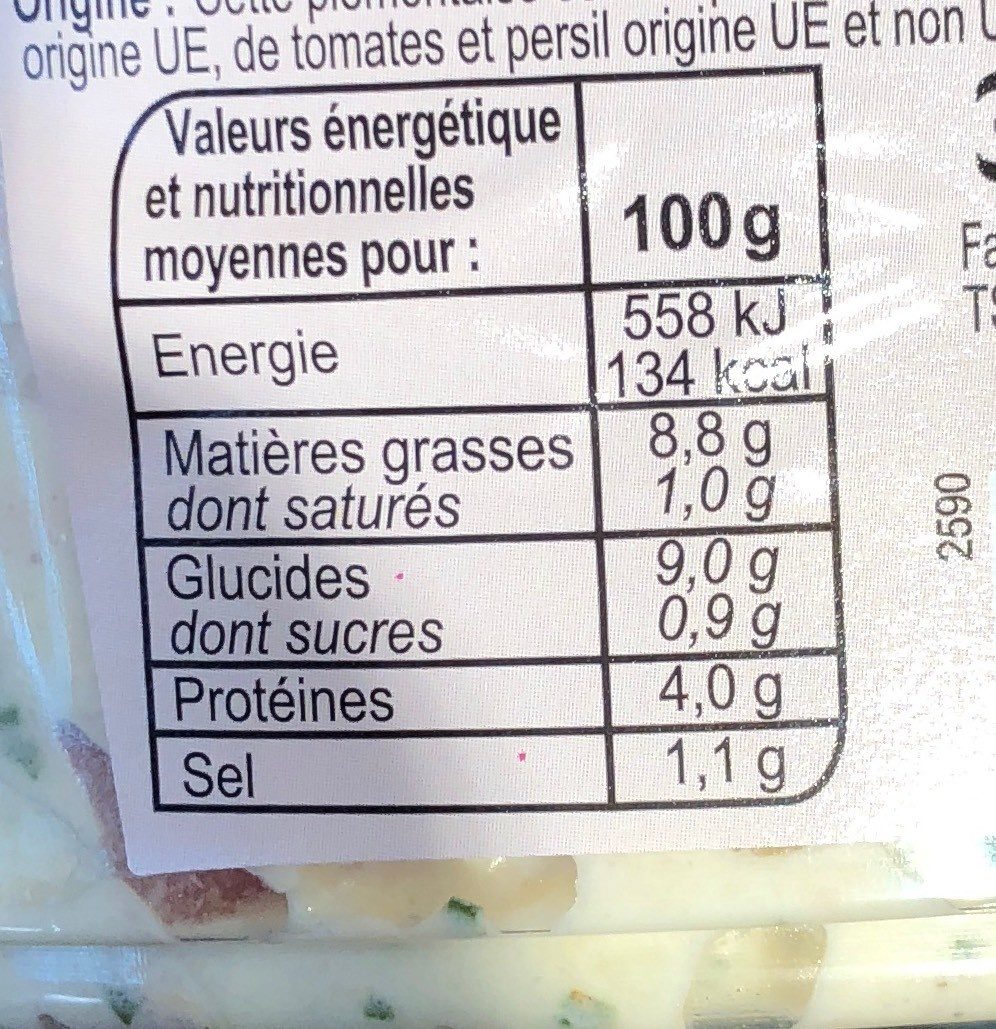 origine UE, de tomates et persil origine UE et non
Valeurs énergétique
et nutritionnelles
moyennes pour :
100 g
Energie
558 kJ
134 kcal
Matières grasses
8,8 g
dont saturés
1,0 g
Glucides
9,0 g
dont sucres
0,9 g
Protéines
4,0 g
Sel
1,1 g
2590